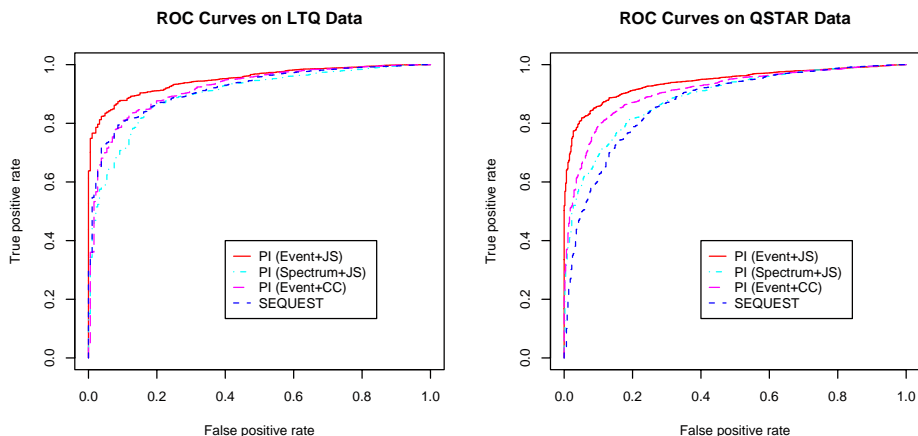 ROC Curves on LTQ Data
True positive rate
1.0
0.8
0.6
0.4
0.2
0.0
PI (Event+JS)
PI (Spectrum+JS)
PI (Event+CC)
SEQUEST
0.0 0.2 0.4 0.6 0.8 1.0
False positive rate
ROC Curves on QSTAR Data
True positive rate
1.0
0.8
0.6
0.4
0.2
0.0
PI (Event+JS)
PI (Spectrum+JS)
PI (Event+CC)
SEQUEST
0.0 0.2 0.4 0.6 0.8 1.0
False positive rate